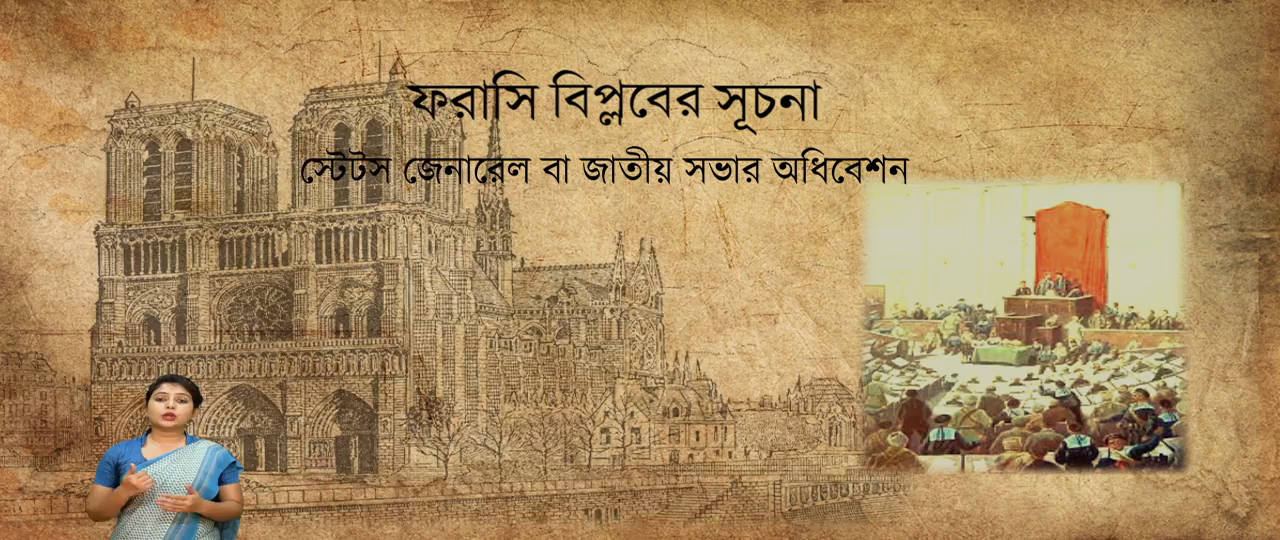 ফরাসি বিপ্লবের সূচনা
স্টেটস জেনারেল বা জাতীয় সভার অধিবেশন